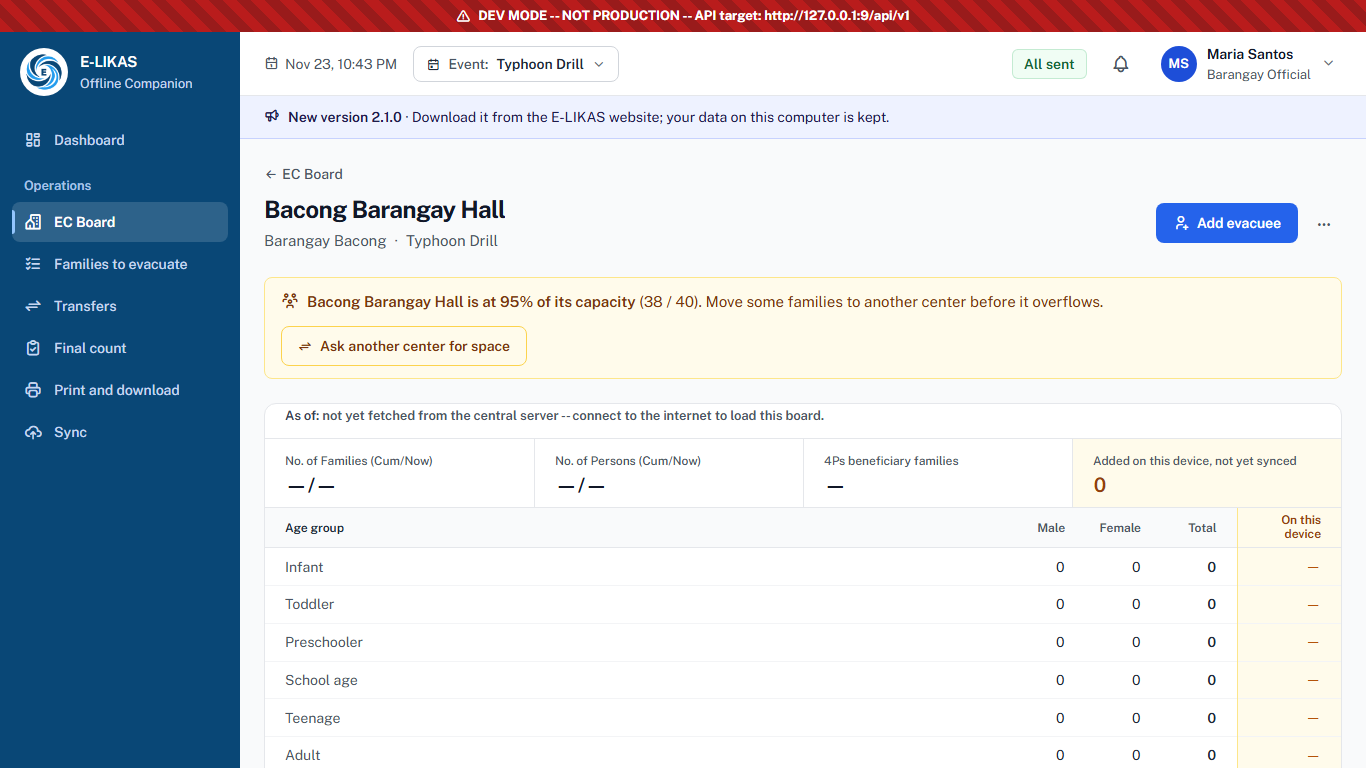 DEV MODE -- NOT PRODUCTION -- API target: http://127.0.0.1:9/api/v1
E-LIKAS
Offline Companion
Nov 23, 10:43 PM
Event: Typhoon Drill
All sent
MS
Maria Santos
Barangay Official
New version 2.1.0 · Download it from the E-LIKAS website; your data on this computer is kept.
Dashboard
Operations
EC Board
Families to evacuate
Transfers
Final count
Print and download
Sync
← EC Board
Bacong Barangay Hall
Barangay Bacong · Typhoon Drill
Add evacuee
...
Bacong Barangay Hall is at 95% of its capacity (38 / 40). Move some families to another center before it overflows.
Ask another center for space
As of: not yet fetched from the central server -- connect to the internet to load this board.
No. of Families (Cum/Now)
— / —
No. of Persons (Cum/Now)
— / —
4Ps beneficiary families
—
Added on this device, not yet synced
0
Age group Male Female Total On this device
Infant 0 0 0 —
Toddler 0 0 0 —
Preschooler 0 0 0 —
School age 0 0 0 —
Teenage 0 0 0 —
Adult 0 0 0 —